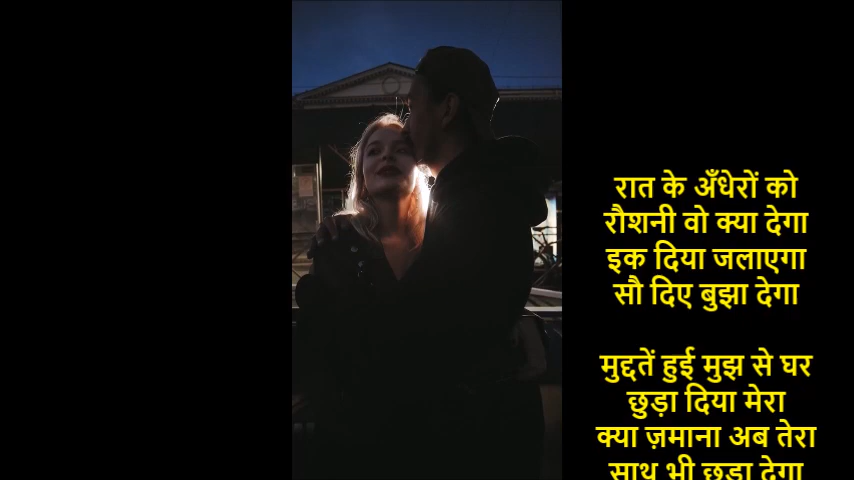 रात के अँधेरों को
रौशनी वो क्या देगा
इक दिया जलाएगा
सौ दिए बुझा देगा
मुद्दतें हुई मुझ से घर
छुड़ा दिया मेरा
क्या ज़माना अब तेरा
साथ भी छुड़ा देगा